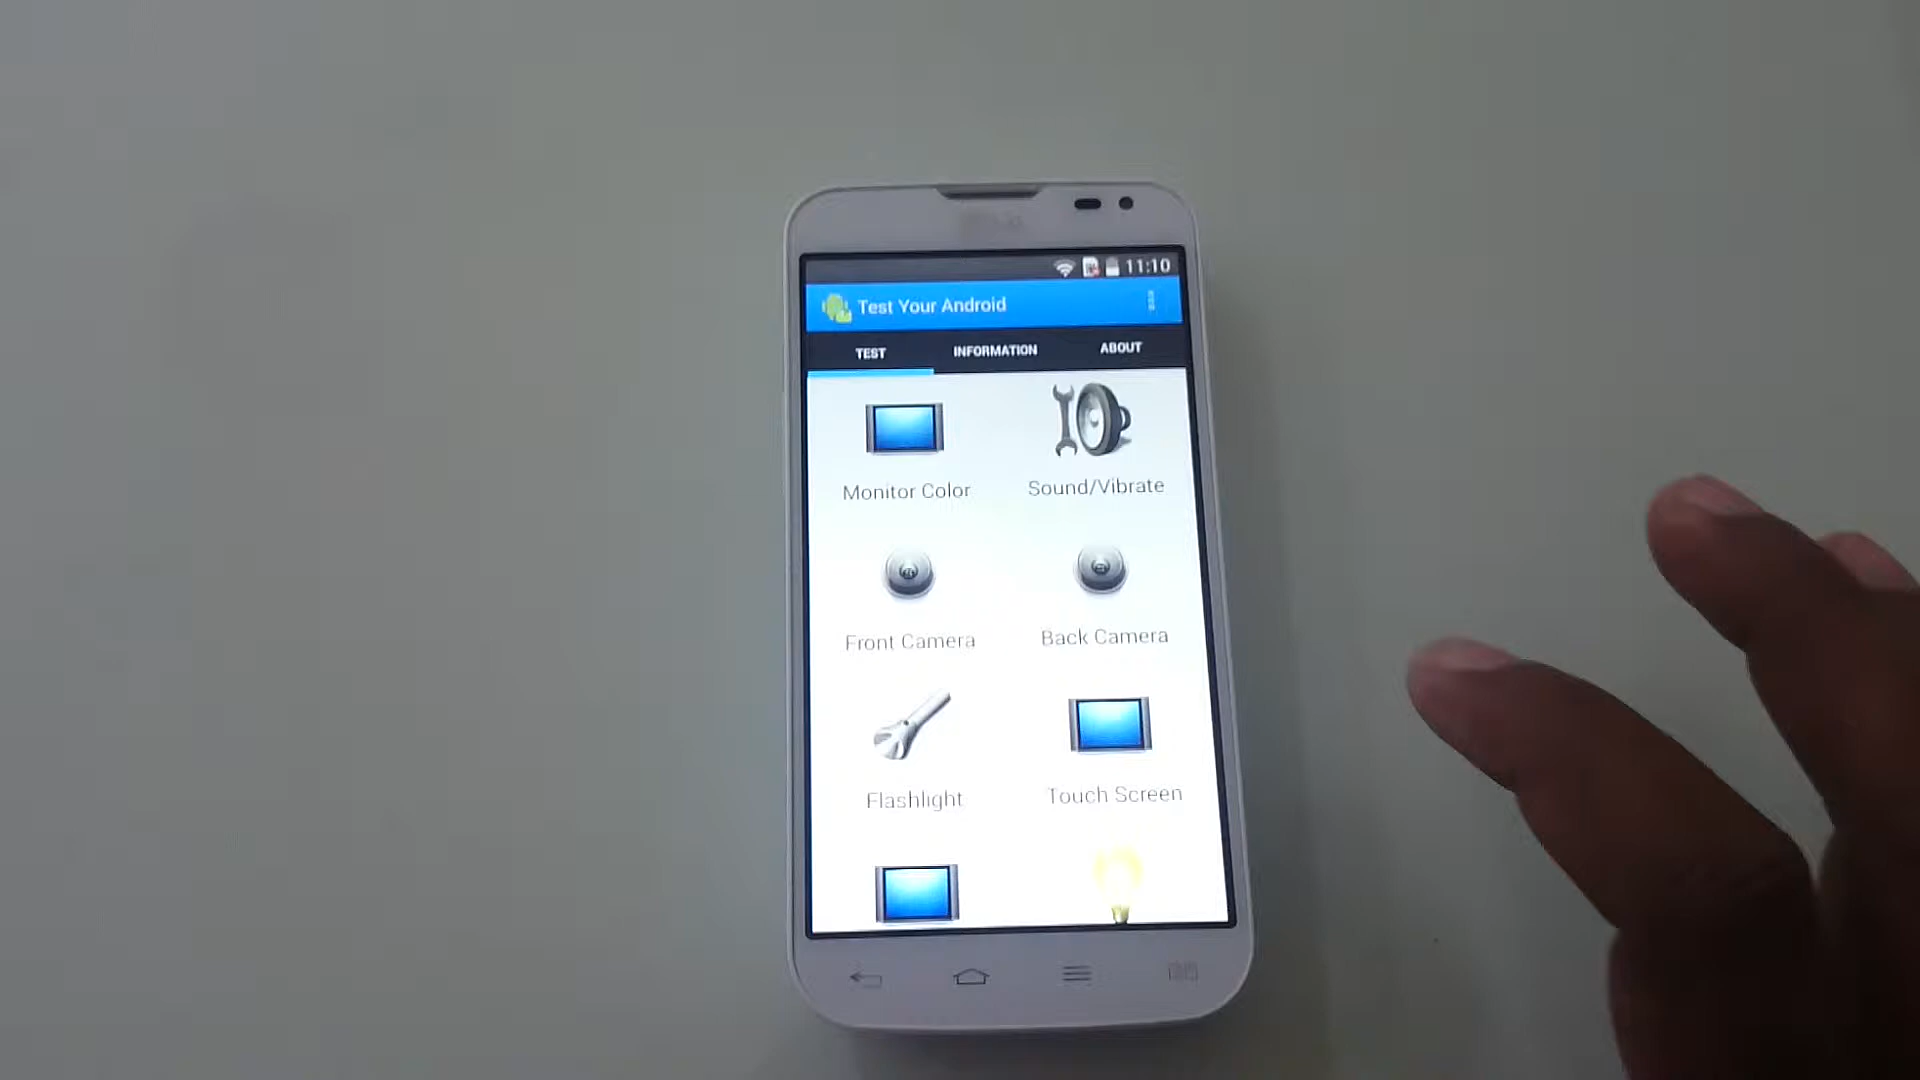 11:10
Test Your Android
TEST INFORMATION ABOUT
Monitor Color Sound/Vibrate
Front Camera Back Camera
Flashlight Touch Screen